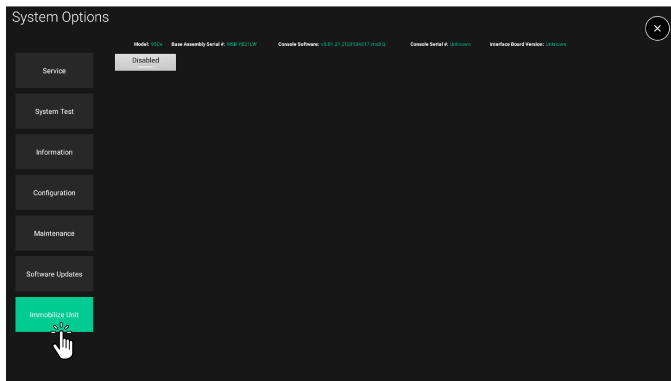 System Options
Model: 95Ce Base Assembly Serial #: Console Software: Console Serial #: Unknown Interface Board Version: Unknown
Disabled
Service
System Test
Information
Configuration
Maintenance
Software Updates
Immobilize Unit